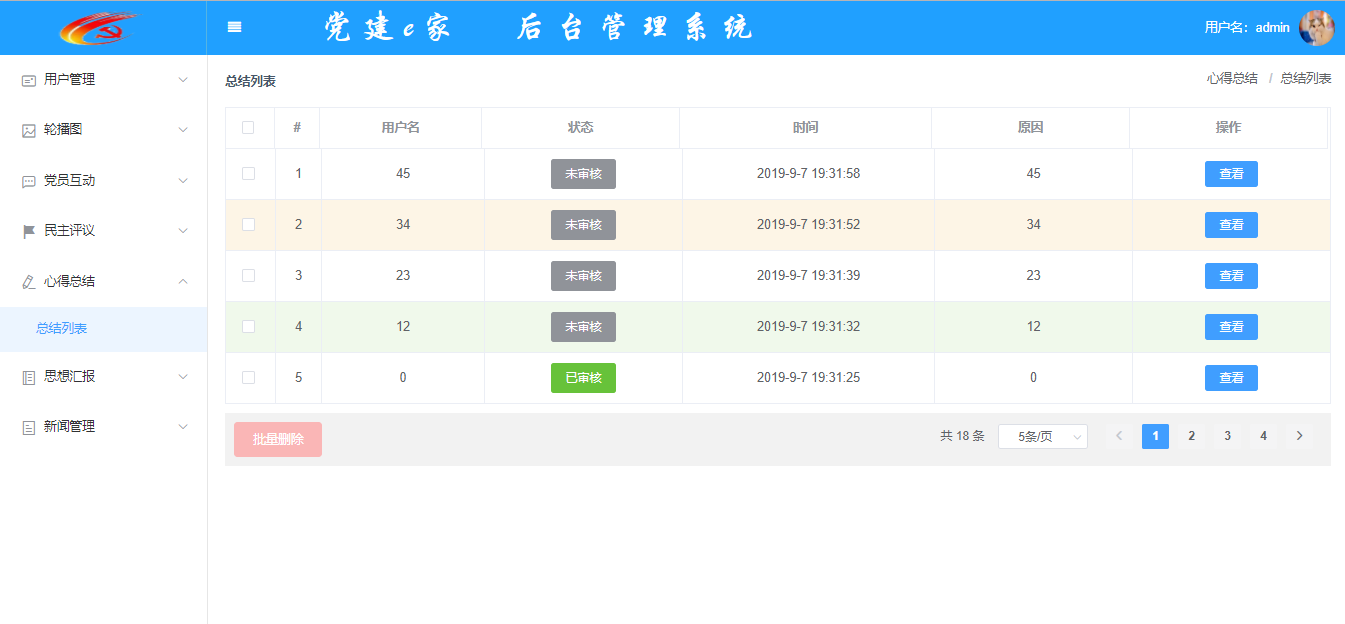 党建e家 后台管理系统
用户名：admin
用户管理
轮播图
党员互动
民主评议
心得总结
总结列表
思想汇报
新闻管理
总结列表
心得总结 / 总结列表
# 用户名 状态 时间 原因 操作
1 45 未审核 2019-9-7 19:31:58 45 查看
2 34 未审核 2019-9-7 19:31:52 34 查看
3 23 未审核 2019-9-7 19:31:39 23 查看
4 12 未审核 2019-9-7 19:31:32 12 查看
5 0 已审核 2019-9-7 19:31:25 0 查看
批量删除 共 18 条 5条/页 1 2 3 4